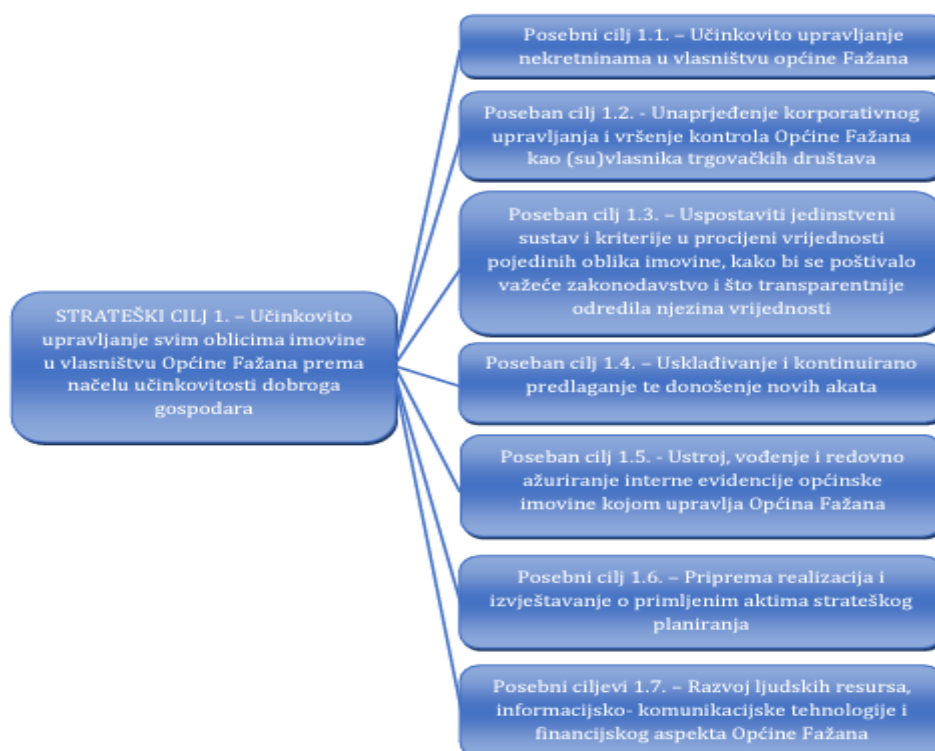 STRATEŠKI CILJ 1. – Učinkovito
upravljanje svim oblicima imovine
u vlasništvu Općine Fažana prema
načelu učinkovitosti dobroga
gospodara
Posebni cilj 1.1. – Učinkovito upravljanje
nekretninama u vlasništvu općine Fažana
Poseban cilj 1.2. - Unaprjeđenje korporativnog
upravljanja i vršenje kontrola Općine Fažana
kao (su)vlasnika trgovačkih društava
Poseban cilj 1.3. – Uspostaviti jedinstveni
sustav i kriterije u procijeni vrijednosti
pojedinih oblika imovine, kako bi se poštivalo
važeće zakonodavstvo i što transparentnije
odredila njezina vrijednosti
Poseban cilj 1.4. – Usklađivanje i kontinuirano
predlaganje te donošenje novih akata
Poseban cilj 1.5. - Ustroj, vođenje i redovno
ažuriranje interne evidencije općinske
imovine kojom upravlja Općina Fažana
Posebni cilj 1.6. – Priprema realizacija i
izvještavanje o primljenim aktima strateškog
planiranja
Posebni ciljevi 1.7. – Razvoj ljudskih resursa,
informacijsko- komunikacijske tehnologije i
financijskog aspekta Općine Fažana